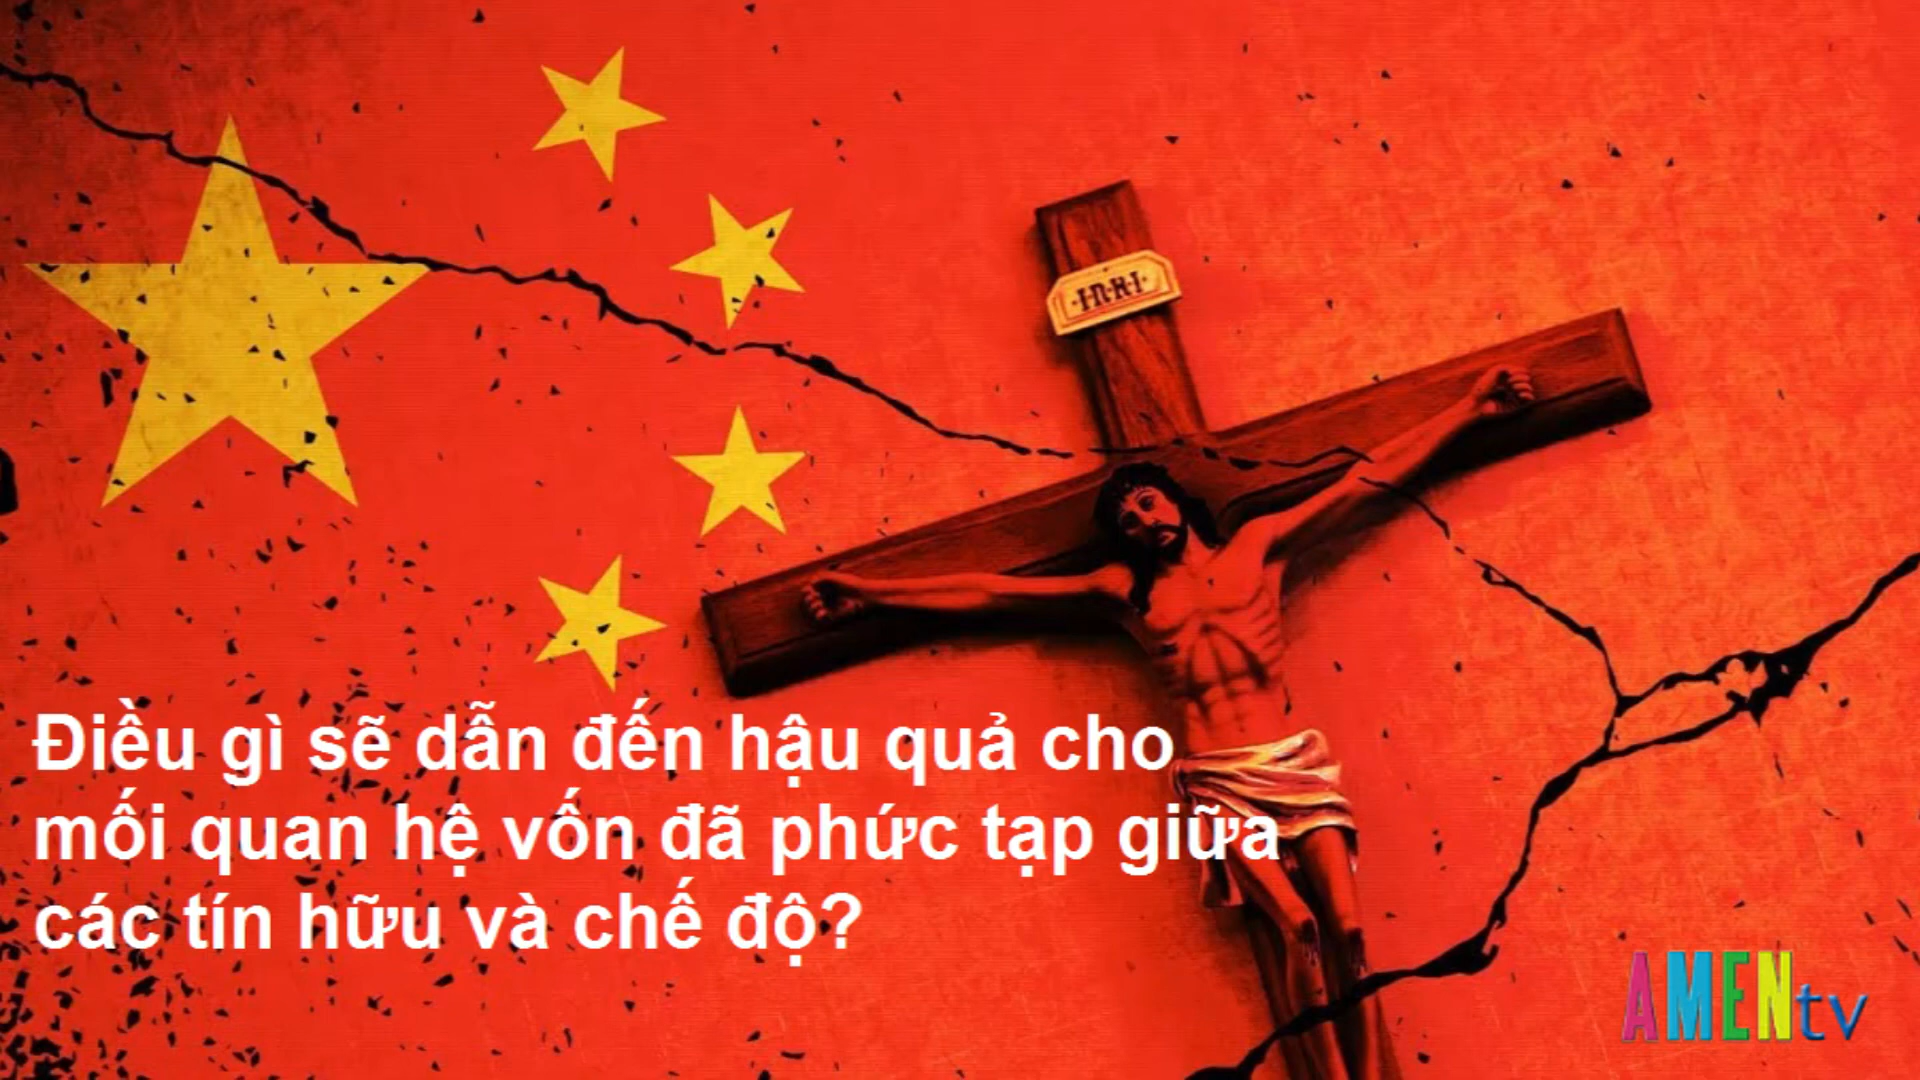 I·N·R·I
Điều gì sẽ dẫn đến hậu quả cho
mối quan hệ vốn đã phức tạp giữa
các tín hữu và chế độ?
AMENtv